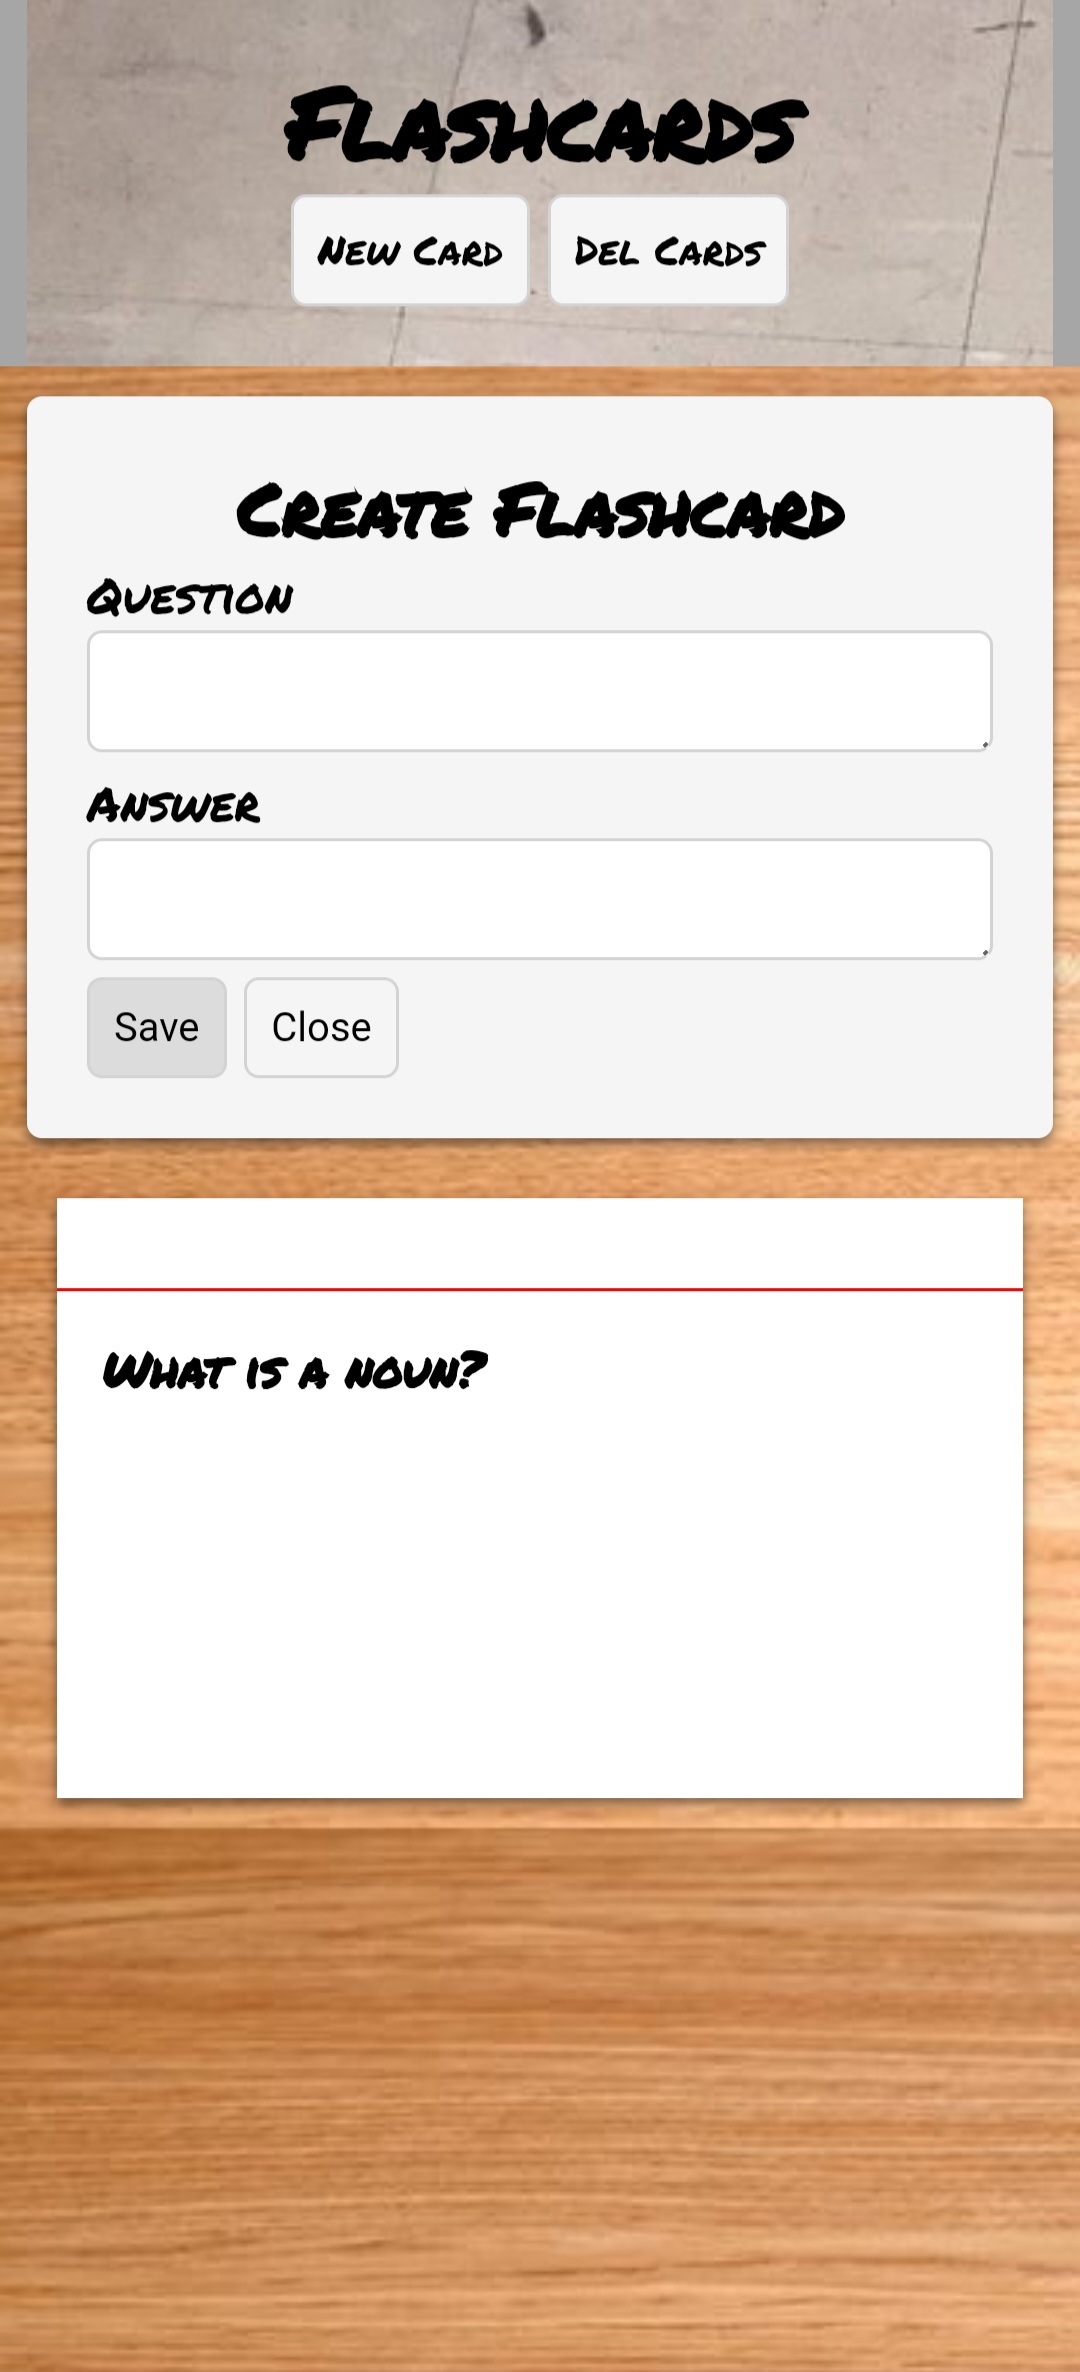 Flashcards
New Card Del Cards
Create Flashcard
Question
Answer
Save Close
What is a noun?